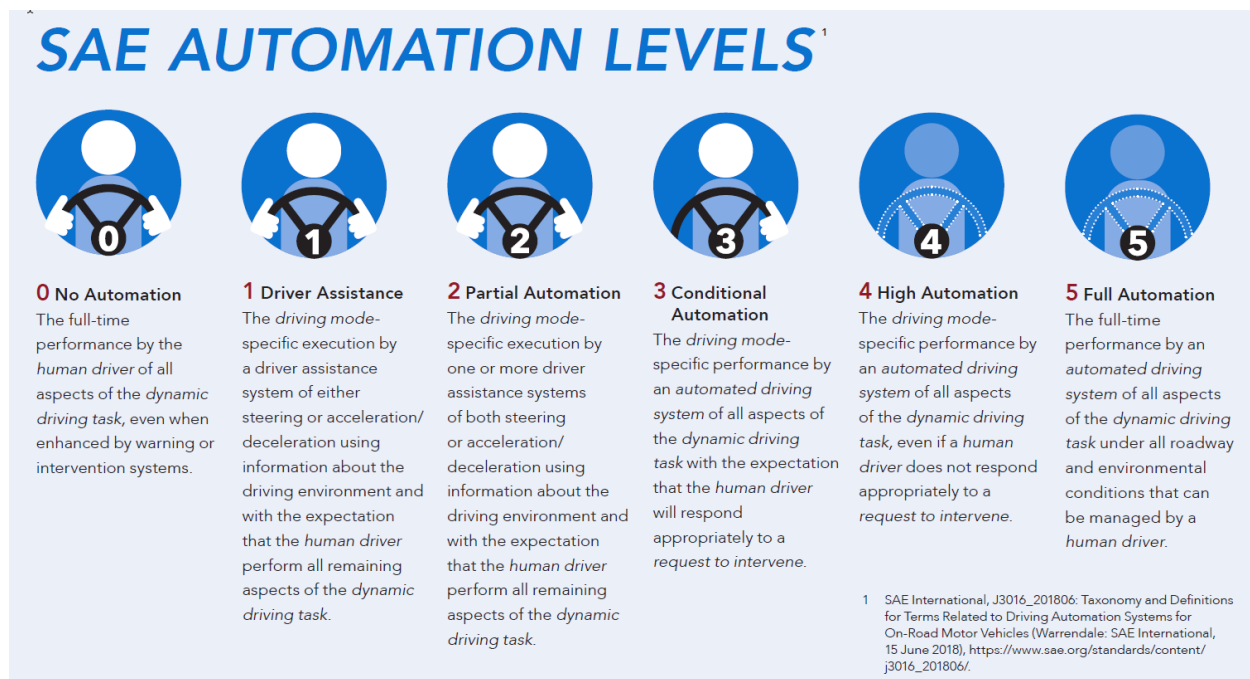 SAE AUTOMATION LEVELS 1
0
1
2
3
4
5
0 No Automation
The full-time
performance by the
human driver of all
aspects of the dynamic
driving task, even when
enhanced by warning or
intervention systems.
1 Driver Assistance
The driving mode-
specific execution by
a driver assistance
system of either
steering or acceleration/
deceleration using
information about the
driving environment and
with the expectation
that the human driver
perform all remaining
aspects of the dynamic
driving task.
2 Partial Automation
The driving mode-
specific execution by
one or more driver
assistance systems
of both steering
or acceleration/
deceleration using
information about the
driving environment and
with the expectation
that the human driver
perform all remaining
aspects of the dynamic
driving task.
3 Conditional
Automation
The driving mode-
specific performance by
an automated driving
system of all aspects of
the dynamic driving
task with the expectation
that the human driver
will respond
appropriately to a
request to intervene.
4 High Automation
The driving mode-
specific performance by
an automated driving
system of all aspects
of the dynamic driving
task, even if a human
driver does not respond
appropriately to a
request to intervene.
5 Full Automation
The full-time
performance by an
automated driving
system of all aspects
of the dynamic driving
task under all roadway
and environmental
conditions that can
be managed by a
human driver.
1 SAE International, J3016_201806: Taxonomy and Definitions
for Terms Related to Driving Automation Systems for
On-Road Motor Vehicles (Warrendale: SAE International,
15 June 2018), https://www.sae.org/standards/content/
j3016_201806/.